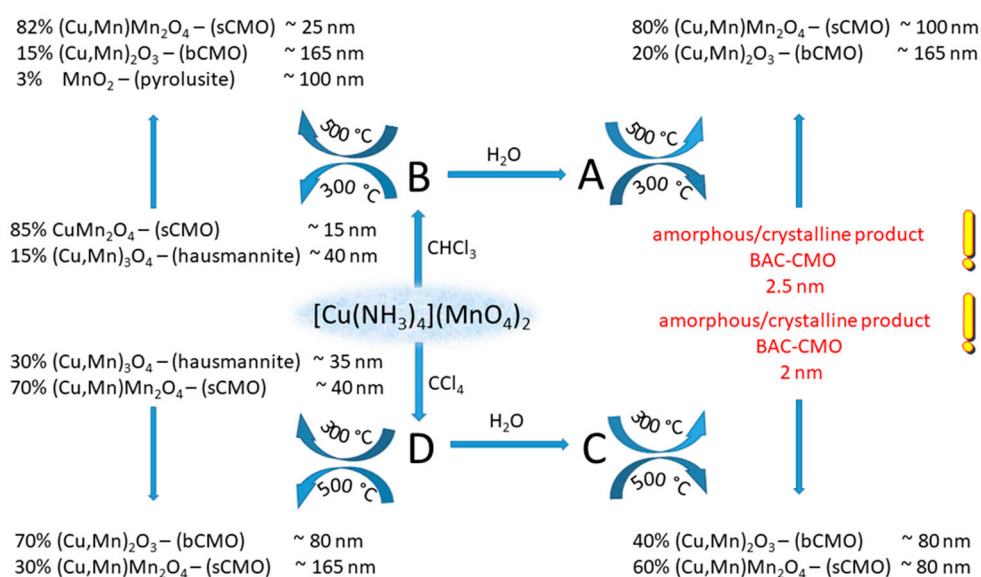 82% (Cu,Mn)Mn₂O₄ – (sCMO) ~ 25 nm
15% (Cu,Mn)₂O₃ – (bCMO) ~ 165 nm
3% MnO₂ – (pyrolusite) ~ 100 nm
80% (Cu,Mn)Mn₂O₄ – (sCMO) ~ 100 nm
20% (Cu,Mn)₂O₃ – (bCMO) ~ 165 nm
500 °C
300 °C
B
H₂O
A
500 °C
300 °C
85% CuMn₂O₄ – (sCMO) ~ 15 nm
15% (Cu,Mn)₃O₄ – (hausmannite) ~ 40 nm
CHCl₃
amorphous/crystalline product
BAC-CMO
2.5 nm
[Cu(NH₃)₄](MnO₄)₂
amorphous/crystalline product
BAC-CMO
2 nm
30% (Cu,Mn)₃O₄ – (hausmannite) ~ 35 nm
70% (Cu,Mn)Mn₂O₄ – (sCMO) ~ 40 nm
CCl₄
300 °C
500 °C
D
H₂O
C
300 °C
500 °C
70% (Cu,Mn)₂O₃ – (bCMO) ~ 80 nm
30% (Cu,Mn)Mn₂O₄ – (sCMO) ~ 165 nm
40% (Cu,Mn)₂O₃ – (bCMO) ~ 80 nm
60% (Cu,Mn)Mn₂O₄ – (sCMO) ~ 80 nm